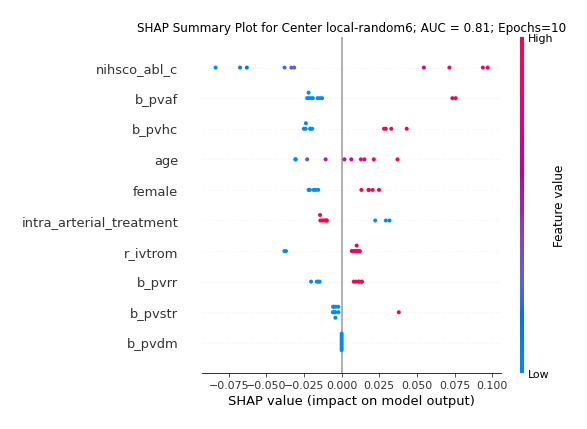 SHAP Summary Plot for Center local-random6; AUC = 0.81; Epochs=10
High
nihsco_abl_c
b_pvaf
b_pvhc
age
female
intra_arterial_treatment
r_ivtrom
b_pvrr
b_pvstr
b_pvdm
Feature value
Low
−0.075 −0.050 −0.025 0.000 0.025 0.050 0.075 0.100
SHAP value (impact on model output)